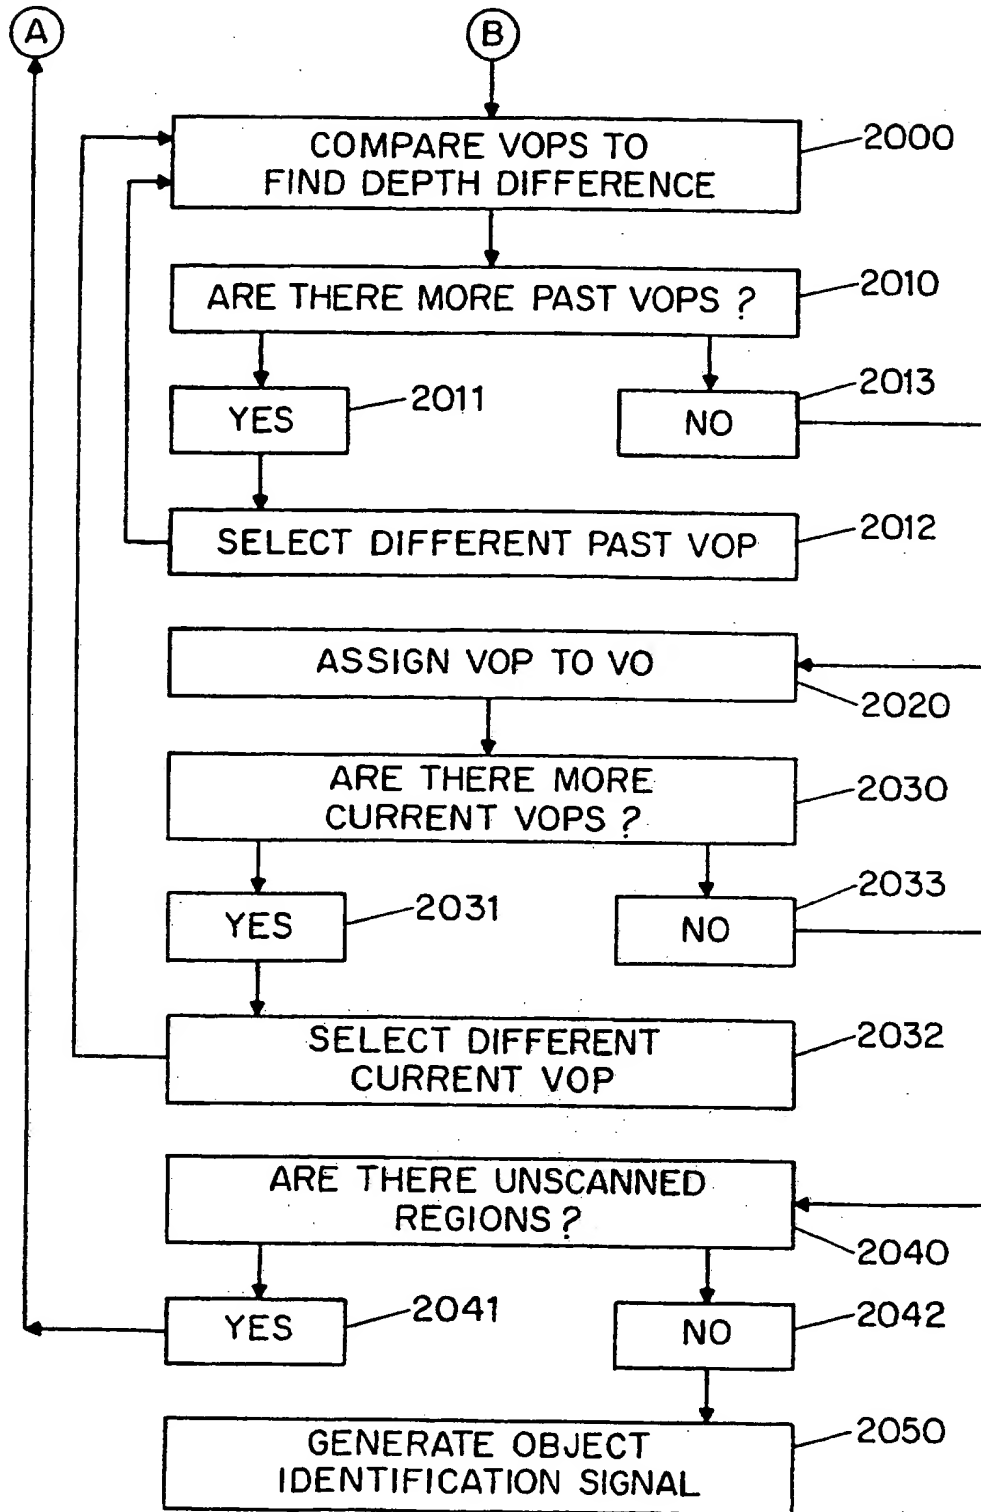 A
B
COMPARE VOPS TO
FIND DEPTH DIFFERENCE
2000
ARE THERE MORE PAST VOPS ?
2010
YES
2011
NO
2013
SELECT DIFFERENT PAST VOP
2012
ASSIGN VOP TO VO
2020
ARE THERE MORE
CURRENT VOPS ?
2030
YES
2031
NO
2033
SELECT DIFFERENT
CURRENT VOP
2032
ARE THERE UNSCANNED
REGIONS ?
2040
YES
2041
NO
2042
GENERATE OBJECT
IDENTIFICATION SIGNAL
2050